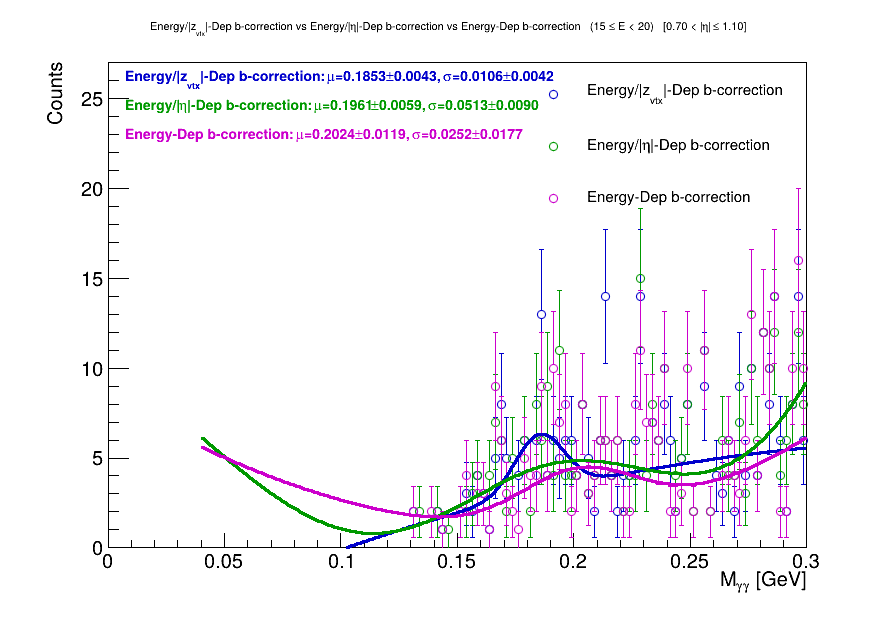 Energy/|z_vtx|-Dep b-correction vs Energy/|η|-Dep b-correction vs Energy-Dep b-correction (15 ≤ E < 20) [0.70 < |η| ≤ 1.10]
Energy/|z_vtx|-Dep b-correction: μ=0.1853±0.0043, σ=0.0106±0.0042
Energy/|η|-Dep b-correction: μ=0.1961±0.0059, σ=0.0513±0.0090
Energy-Dep b-correction: μ=0.2024±0.0119, σ=0.0252±0.0177
Energy/|z_vtx|-Dep b-correction
Energy/|η|-Dep b-correction
Energy-Dep b-correction
Counts
25
20
15
10
5
0
0 0.05 0.1 0.15 0.2 0.25 0.3
M_γγ [GeV]